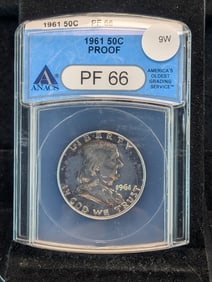 1961 50C PF 66
9W
1961 50C
PROOF
PF 66
ANACS
AMERICA'S
OLDEST
GRADING
SERVICE™
LIBERTY
1961
IN GOD WE TRUST